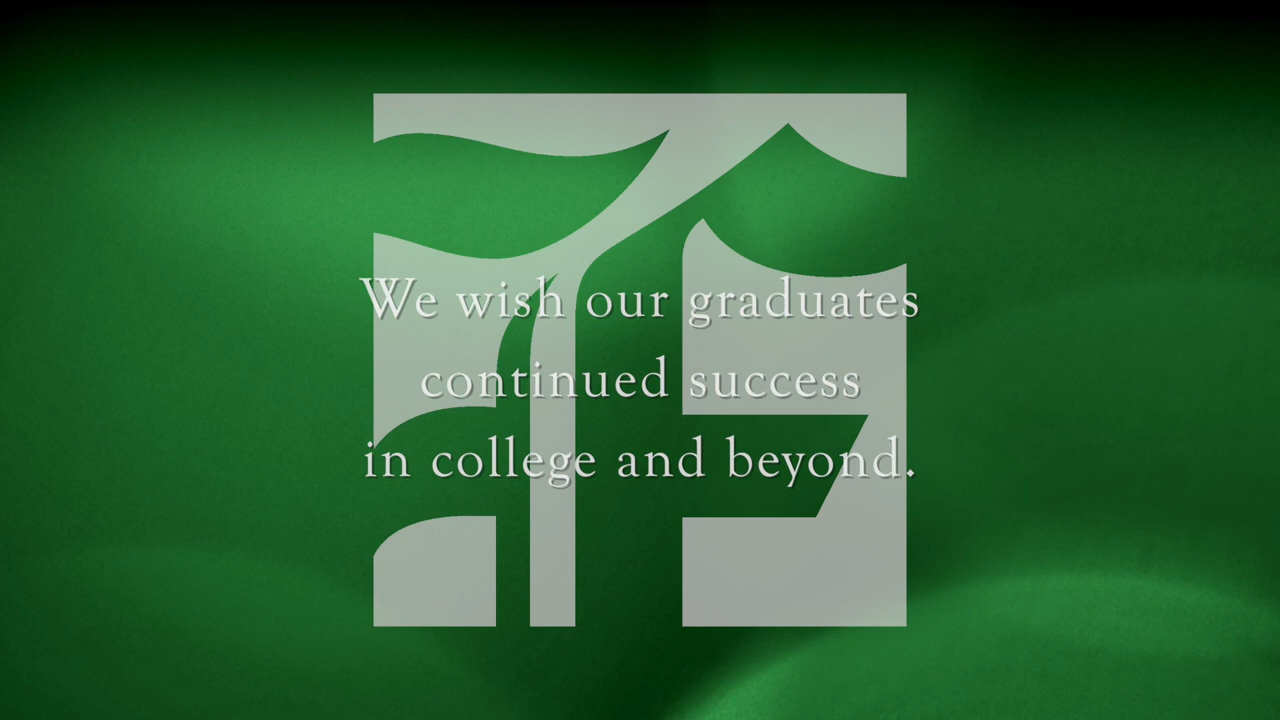 We wish our graduates
continued success
in college and beyond.